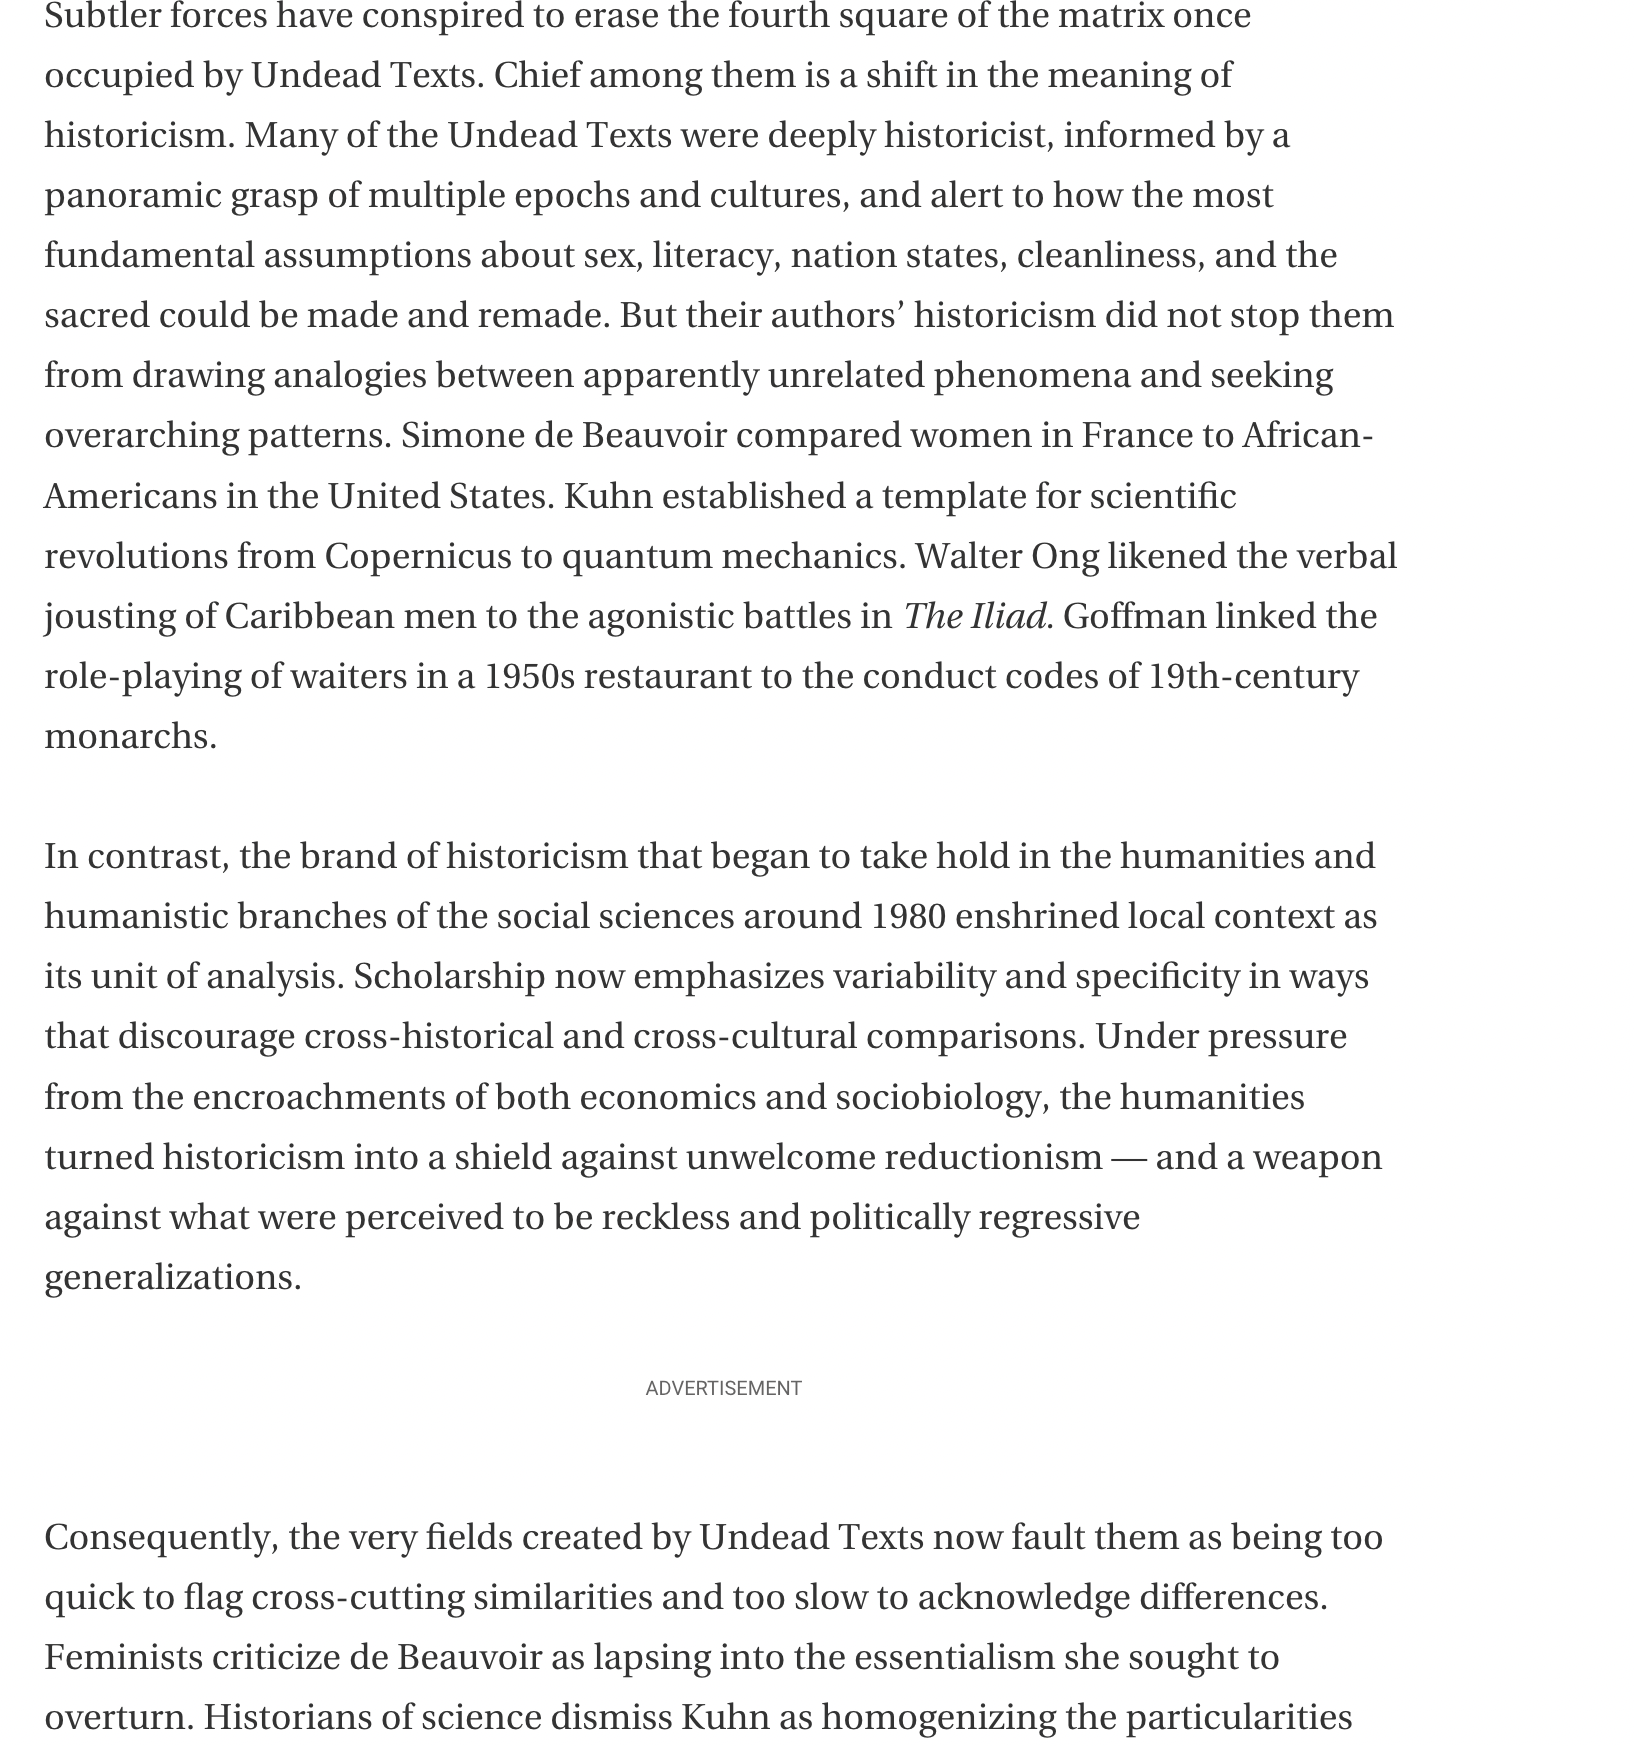 Subtler forces have conspired to erase the fourth square of the matrix once
occupied by Undead Texts. Chief among them is a shift in the meaning of
historicism. Many of the Undead Texts were deeply historicist, informed by a
panoramic grasp of multiple epochs and cultures, and alert to how the most
fundamental assumptions about sex, literacy, nation states, cleanliness, and the
sacred could be made and remade. But their authors’ historicism did not stop them
from drawing analogies between apparently unrelated phenomena and seeking
overarching patterns. Simone de Beauvoir compared women in France to African-
Americans in the United States. Kuhn established a template for scientific
revolutions from Copernicus to quantum mechanics. Walter Ong likened the verbal
jousting of Caribbean men to the agonistic battles in The Iliad. Goffman linked the
role-playing of waiters in a 1950s restaurant to the conduct codes of 19th-century
monarchs.
In contrast, the brand of historicism that began to take hold in the humanities and
humanistic branches of the social sciences around 1980 enshrined local context as
its unit of analysis. Scholarship now emphasizes variability and specificity in ways
that discourage cross-historical and cross-cultural comparisons. Under pressure
from the encroachments of both economics and sociobiology, the humanities
turned historicism into a shield against unwelcome reductionism — and a weapon
against what were perceived to be reckless and politically regressive
generalizations.
ADVERTISEMENT
Consequently, the very fields created by Undead Texts now fault them as being too
quick to flag cross-cutting similarities and too slow to acknowledge differences.
Feminists criticize de Beauvoir as lapsing into the essentialism she sought to
overturn. Historians of science dismiss Kuhn as homogenizing the particularities